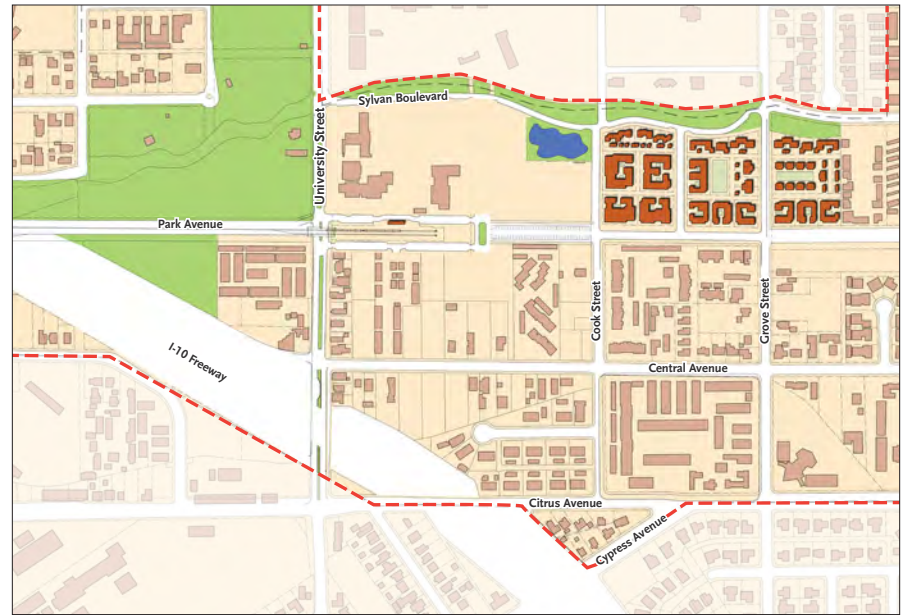 Sylvan Boulevard
University Street
Park Avenue
Cook Street
Grove Street
I-10 Freeway
Central Avenue
Citrus Avenue
Cypress Avenue